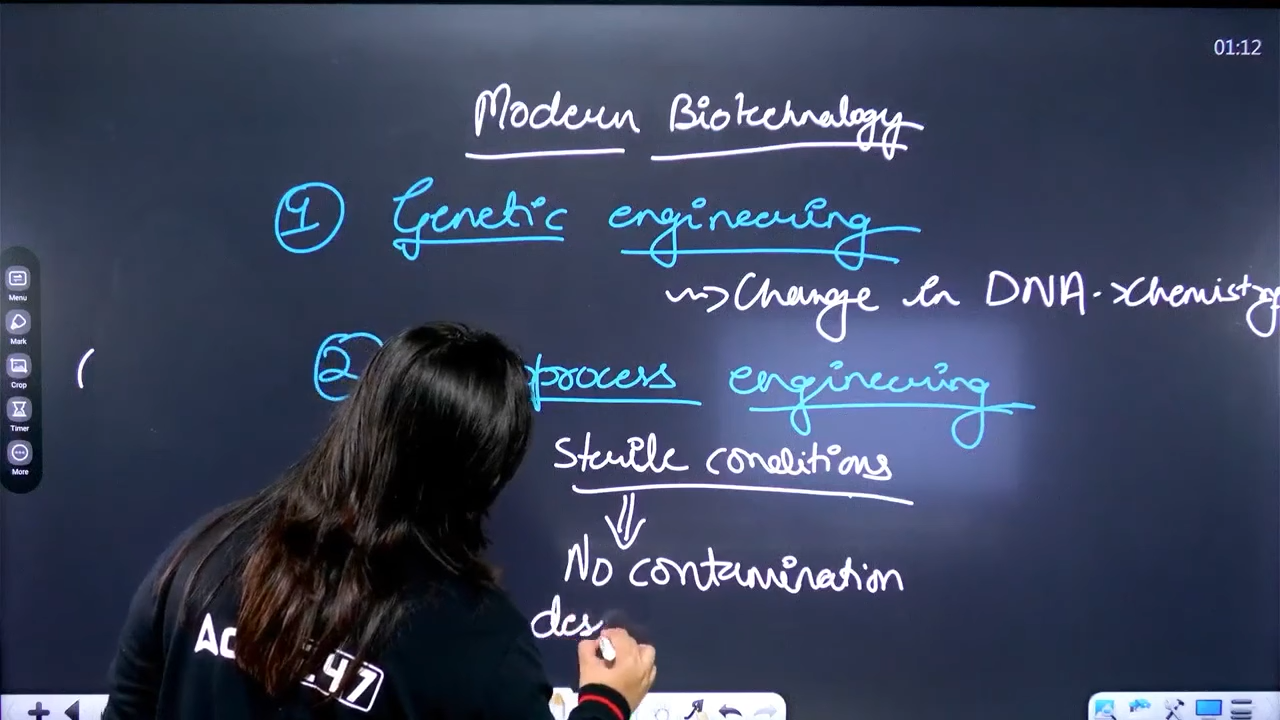 01:12
Modern Biotechnology
① Genetic engineering
Change in DNA. chemistry
② process engineering
Sterile conditions
No contamination
des
Menu
Mark
Crop
Timer
More
47